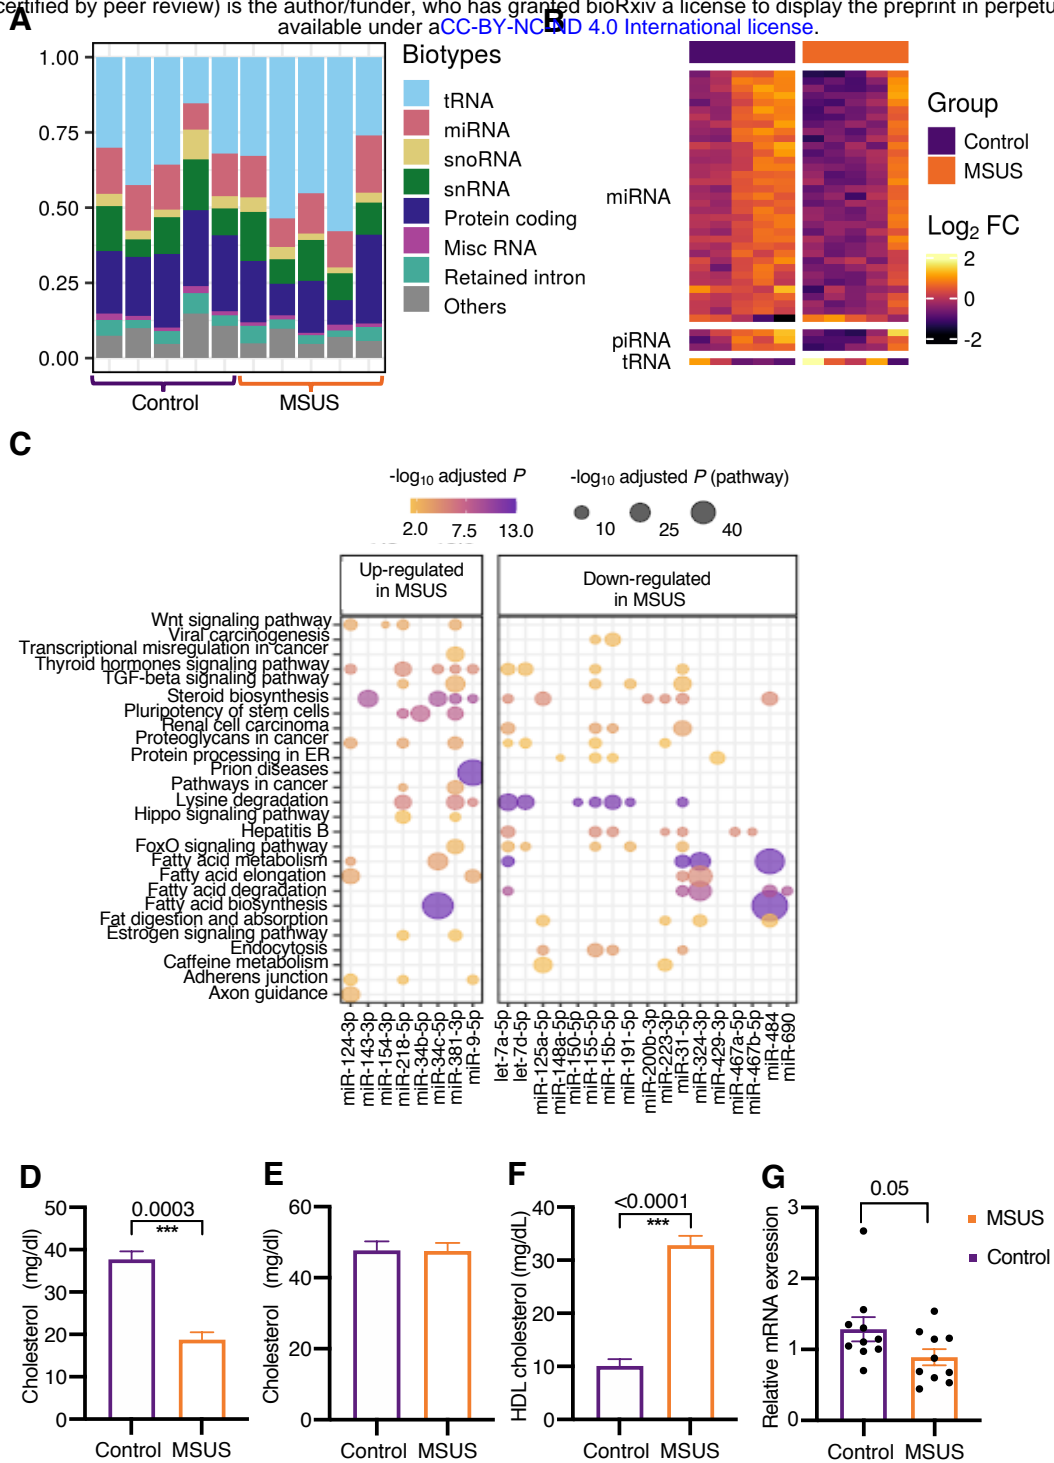 certified by peer review) is the author/funder, who has granted bioRxiv a license to display the preprint in perpetu
available under aCC-BY-NC-ND 4.0 International license.
A
B
Biotypes
1.00
0.75
0.50
0.25
0.00
tRNA
miRNA
snoRNA
snRNA
Protein coding
Misc RNA
Retained intron
Others
Control
MSUS
miRNA
piRNA
tRNA
Group
Control
MSUS
Log2 FC
2
0
-2
C
-log10 adjusted P
2.0 7.5 13.0
-log10 adjusted P (pathway)
10 25 40
Up-regulated
in MSUS
Down-regulated
in MSUS
Wnt signaling pathway
Viral carcinogenesis
Transcriptional misregulation in cancer
Thyroid hormones signaling pathway
TGF-beta signaling pathway
Steroid biosynthesis
Pluripotency of stem cells
Renal cell carcinoma
Proteoglycans in cancer
Protein processing in ER
Prion diseases
Pathways in cancer
Lysine degradation
Hippo signaling pathway
Hepatitis B
FoxO signaling pathway
Fatty acid metabolism
Fatty acid elongation
Fatty acid degradation
Fatty acid biosynthesis
Fat digestion and absorption
Estrogen signaling pathway
Endocytosis
Caffeine metabolism
Adherens junction
Axon guidance
miR-124-3p
miR-143-3p
miR-154-3p
miR-218-5p
miR-34b-5p
miR-34c-5p
miR-381-3p
miR-9-5p
let-7a-5p
let-7d-5p
miR-125a-5p
miR-148a-5p
miR-150-5p
miR-155-5p
miR-15b-5p
miR-191-5p
miR-200b-3p
miR-223-3p
miR-31-5p
miR-324-3p
miR-429-3p
miR-467a-5p
miR-467b-5p
miR-484
miR-690
D
Cholesterol (mg/dl)
50
40
30
20
10
0
0.0003
***
Control MSUS
E
Cholesterol (mg/dl)
60
40
20
0
Control MSUS
F
HDL cholesterol (mg/dL)
40
30
20
10
0
<0.0001
***
Control MSUS
G
Relative mRNA exression
3
2
1
0
0.05
Control MSUS
MSUS
Control